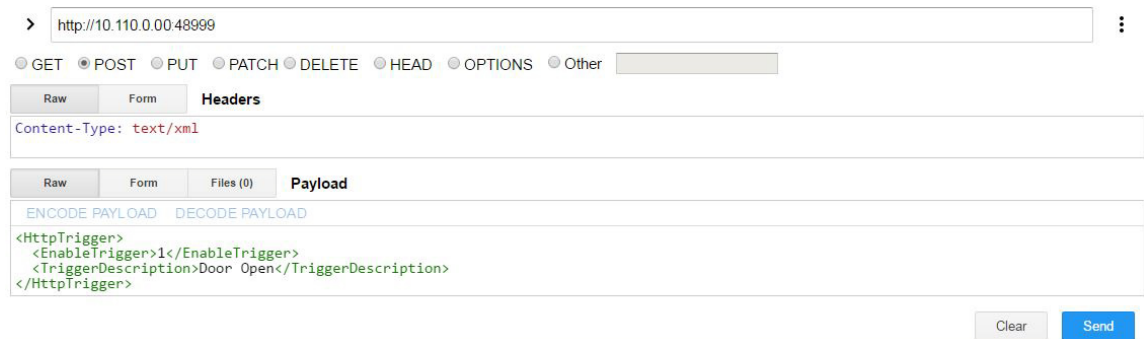 http://10.110.0.00:48999
GET POST PUT PATCH DELETE HEAD OPTIONS Other
Raw Form Headers
Content-Type: text/xml
Raw Form Files (0) Payload
ENCODE PAYLOAD DECODE PAYLOAD
<HttpTrigger>
<EnableTrigger>1</EnableTrigger>
<TriggerDescription>Door Open</TriggerDescription>
</HttpTrigger>
Clear Send